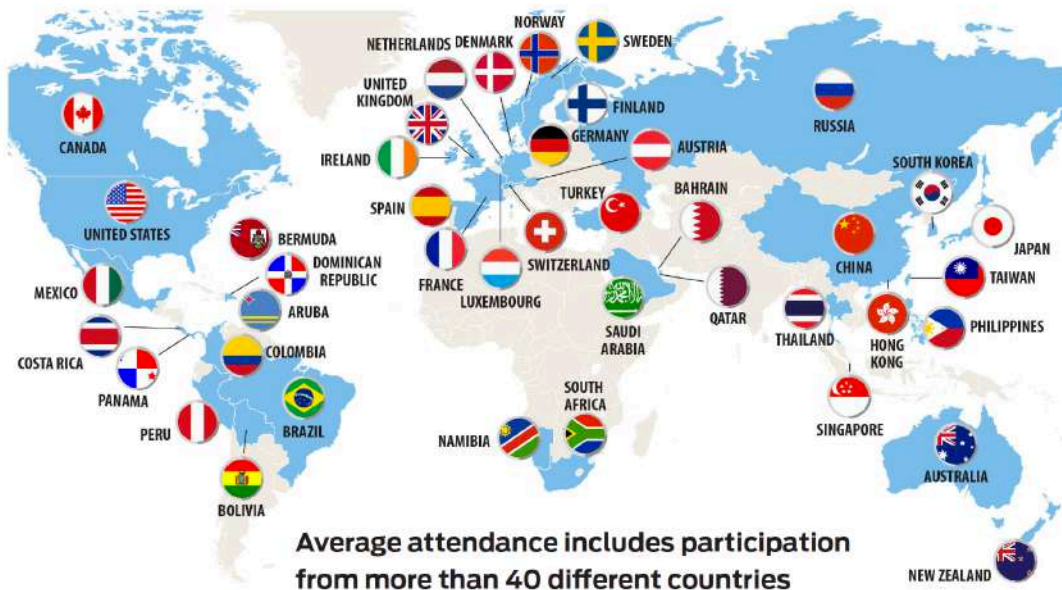 NORWAY
NETHERLANDS
DENMARK
SWEDEN
UNITED
KINGDOM
FINLAND
RUSSIA
CANADA
IRELAND
GERMANY
AUSTRIA
SOUTH KOREA
SPAIN
TURKEY
BAHRAIN
UNITED STATES
BERMUDA
CHINA
JAPAN
DOMINICAN
REPUBLIC
FRANCE
SWITZERLAND
LUXEMBOURG
TAIWAN
MEXICO
ARUBA
SAUDI
ARABIA
QATAR
THAILAND
HONG
KONG
PHILIPPINES
COSTA RICA
COLOMBIA
PANAMA
SINGAPORE
PERU
BRAZIL
NAMIBIA
SOUTH
AFRICA
AUSTRALIA
BOLIVIA
NEW ZEALAND
Average attendance includes participation
from more than 40 different countries